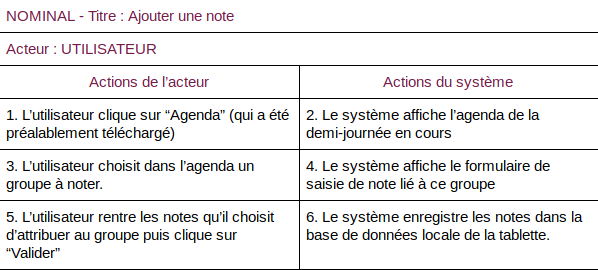 NOMINAL - Titre : Ajouter une note
Acteur : UTILISATEUR
Actions de l’acteur
Actions du système
1. L’utilisateur clique sur “Agenda” (qui a été
préalablement téléchargé)
2. Le système affiche l’agenda de la
demi-journée en cours
3. L’utilisateur choisit dans l’agenda un
groupe à noter.
4. Le système affiche le formulaire de
saisie de note lié à ce groupe
5. L’utilisateur rentre les notes qu’il choisit
d’attribuer au groupe puis clique sur
“Valider”
6. Le système enregistre les notes dans la
base de données locale de la tablette.